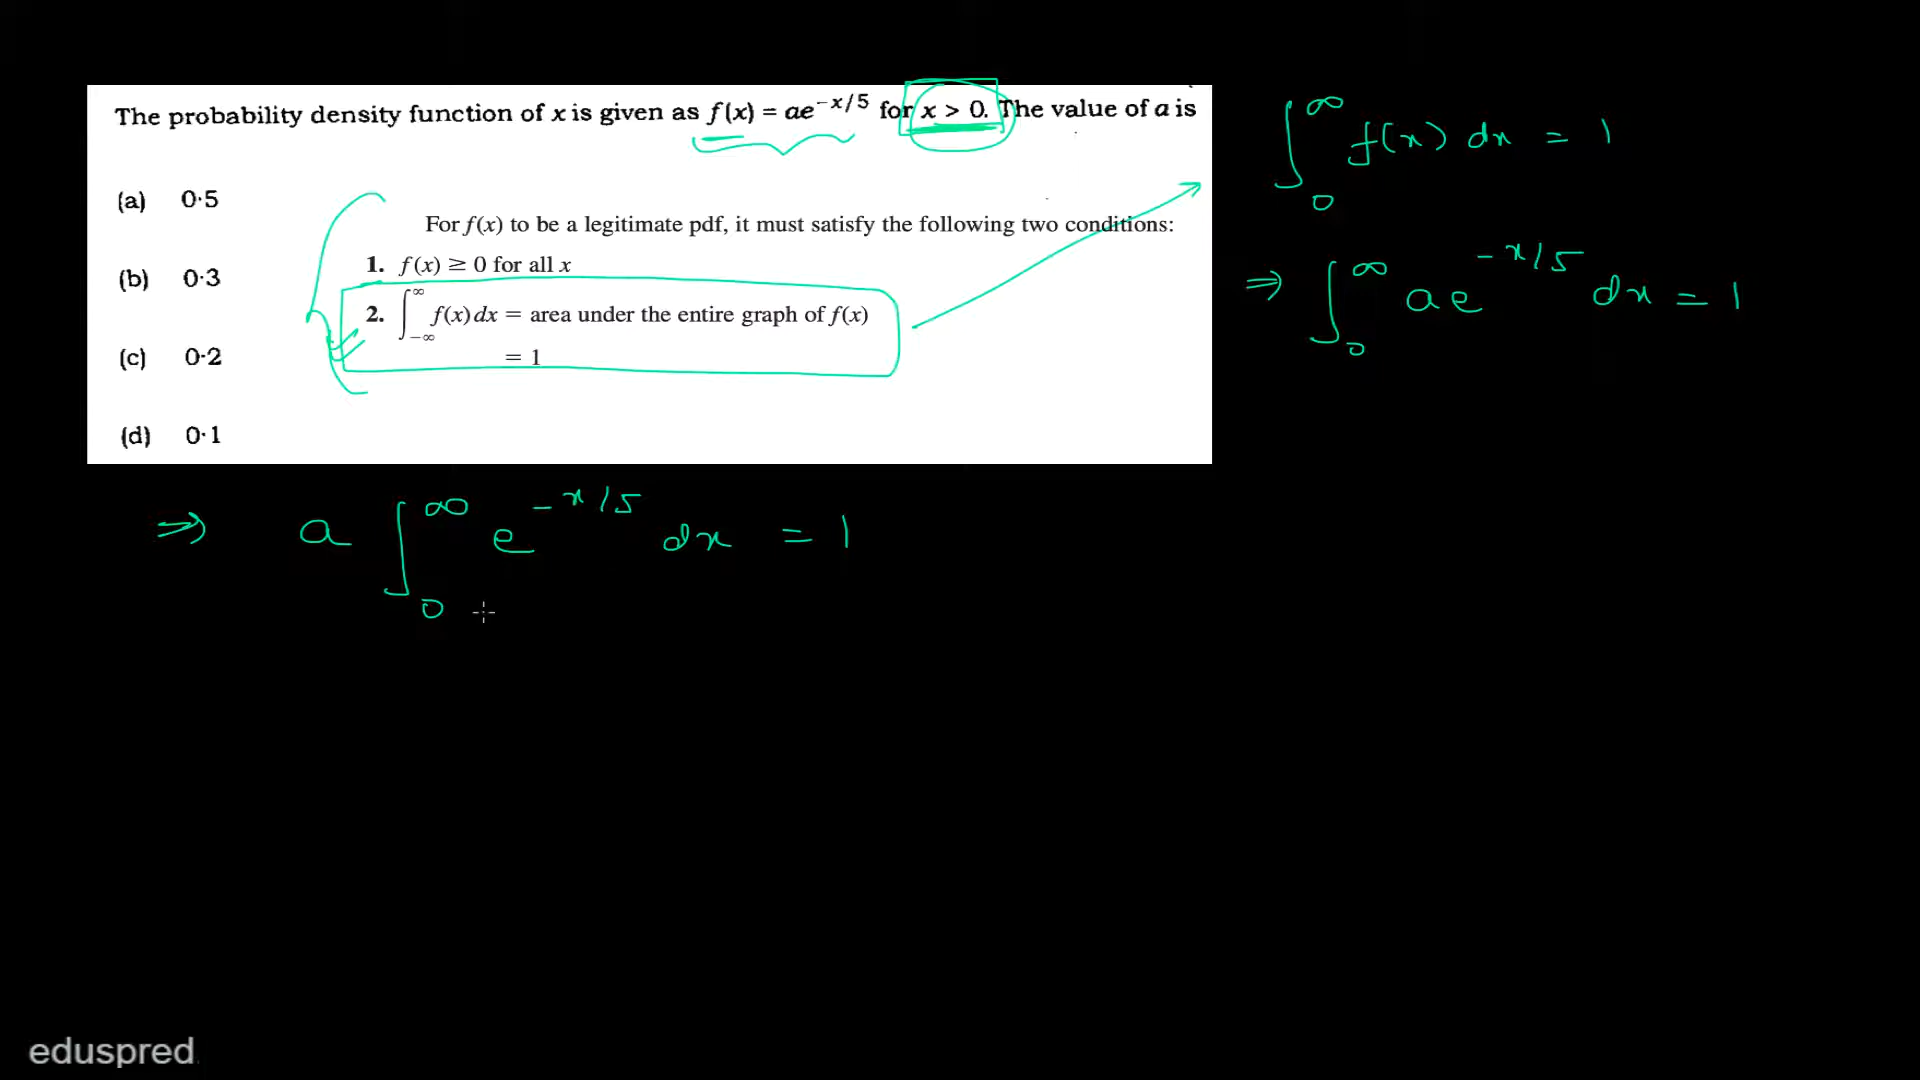 The probability density function of x is given as f(x) = ae^{-x/5} for x > 0. The value of a is
(a) 0·5
(b) 0·3
(c) 0·2
(d) 0·1
For f(x) to be a legitimate pdf, it must satisfy the following two conditions:
1. f(x) ≥ 0 for all x
2. ∫_{-∞}^{∞} f(x) dx = area under the entire graph of f(x)
= 1
∫_0^∞ f(x) dx = 1
⇒ ∫_0^∞ ae^{-x/5} dx = 1
⇒ a ∫_0^∞ e^{-x/5} dx = 1
eduspred